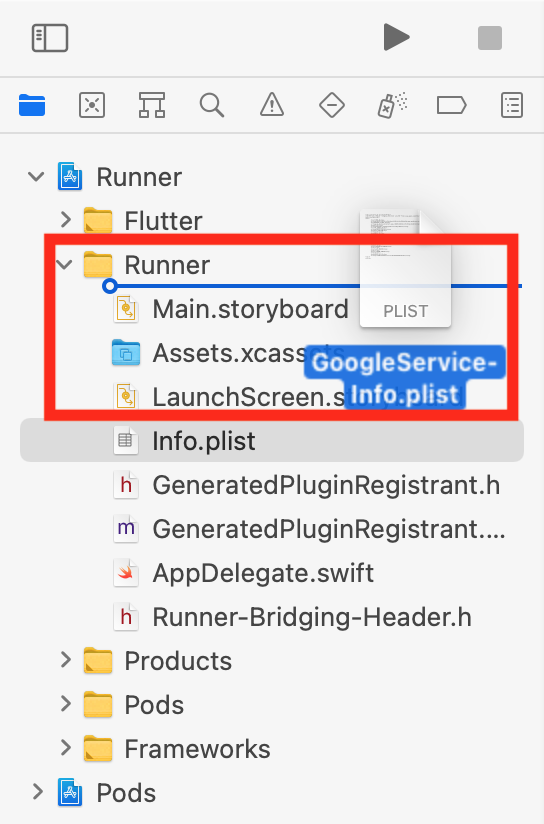 Runner
Flutter
Runner
Main.storyboard
PLIST
Assets.xcassets
GoogleService-
Info.plist
LaunchScreen.s
Info.plist
h GeneratedPluginRegistrant.h
m GeneratedPluginRegistrant....
AppDelegate.swift
h Runner-Bridging-Header.h
Products
Pods
Frameworks
Pods